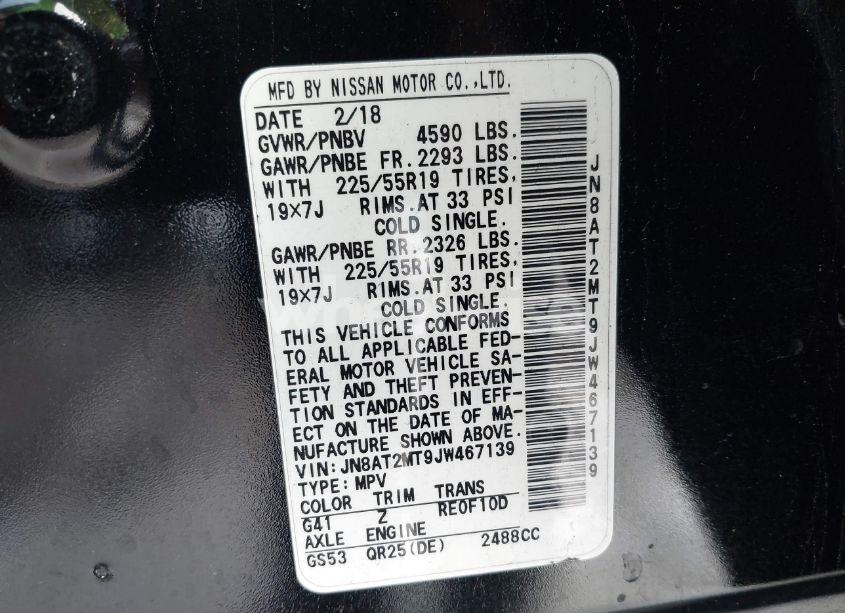 MFD BY NISSAN MOTOR CO.,LTD.
DATE 2/18
GVWR/PNBV 4590 LBS.
GAWR/PNBE FR. 2293 LBS.
WITH 225/55R19 TIRES.
19×7J RIMS.AT 33 PSI
COLD SINGLE.
GAWR/PNBE RR. 2326 LBS.
WITH 225/55R19 TIRES.
19×7J RIMS.AT 33 PSI
COLD SINGLE.
THIS VEHICLE CONFORMS
TO ALL APPLICABLE FED-
ERAL MOTOR VEHICLE SA-
FETY AND THEFT PREVEN-
TION STANDARDS IN EFF-
ECT ON THE DATE OF MA-
NUFACTURE SHOWN ABOVE.
VIN: JN8AT2MT9JW467139
TYPE: MPV
COLOR TRIM TRANS
G41 Z RE0F10D
AXLE ENGINE
GS53 QR25(DE) 2488CC
JN8AT2MT9JW467139